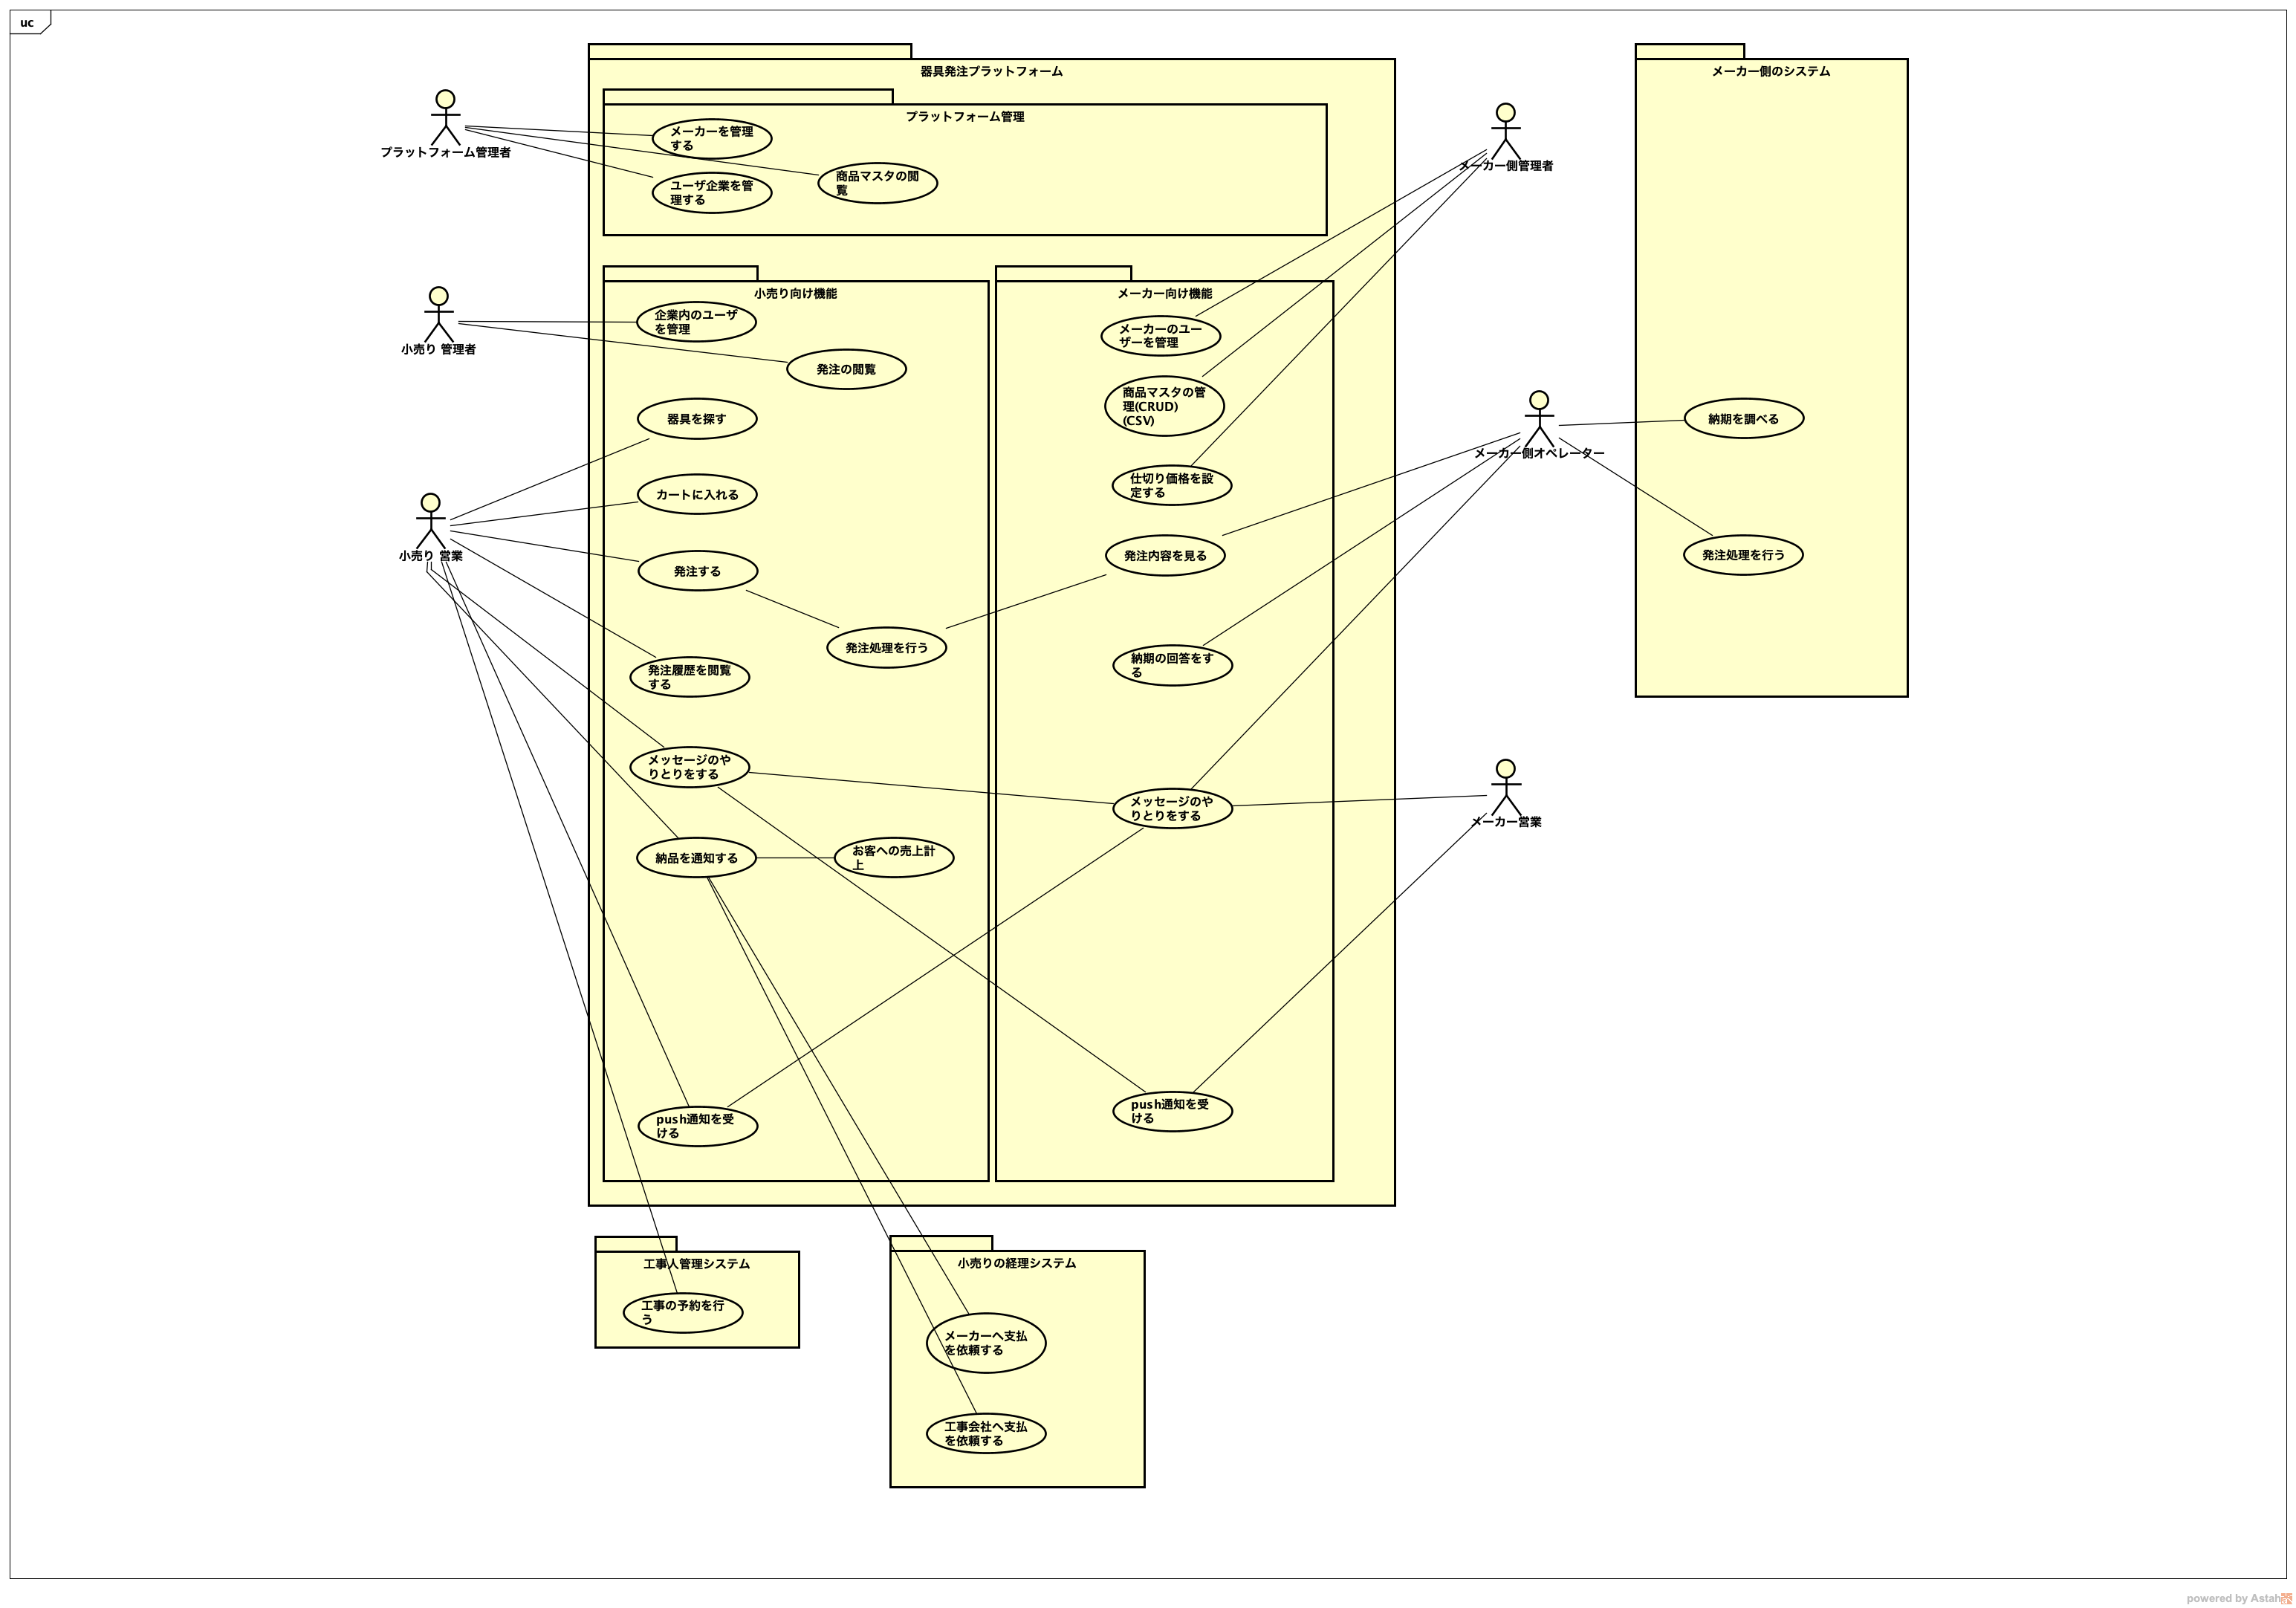 uc
器具発注プラットフォーム
メーカー側のシステム
プラットフォーム管理
メーカーを管理
する
商品マスタの閲
覧
ユーザ企業を管
理する
プラットフォーム管理者
メーカー側管理者
小売り向け機能
メーカー向け機能
企業内のユーザ
を管理
メーカーのユー
ザーを管理
小売り 管理者
発注の閲覧
商品マスタの管
理(CRUD)
(CSV)
器具を探す
納期を調べる
メーカー側オペレーター
カートに入れる
仕切り価格を設
定する
小売り 営業
発注内容を見る
発注処理を行う
発注する
発注処理を行う
納期の回答をす
る
発注履歴を閲覧
する
メッセージのや
りとりをする
メッセージのや
りとりをする
メーカー営業
納品を通知する
お客への売上計
上
push通知を受
ける
push通知を受
ける
工事人管理システム
小売りの経理システム
工事の予約を行
う
メーカーへ支払
を依頼する
工事会社へ支払
を依頼する
powered by Astah